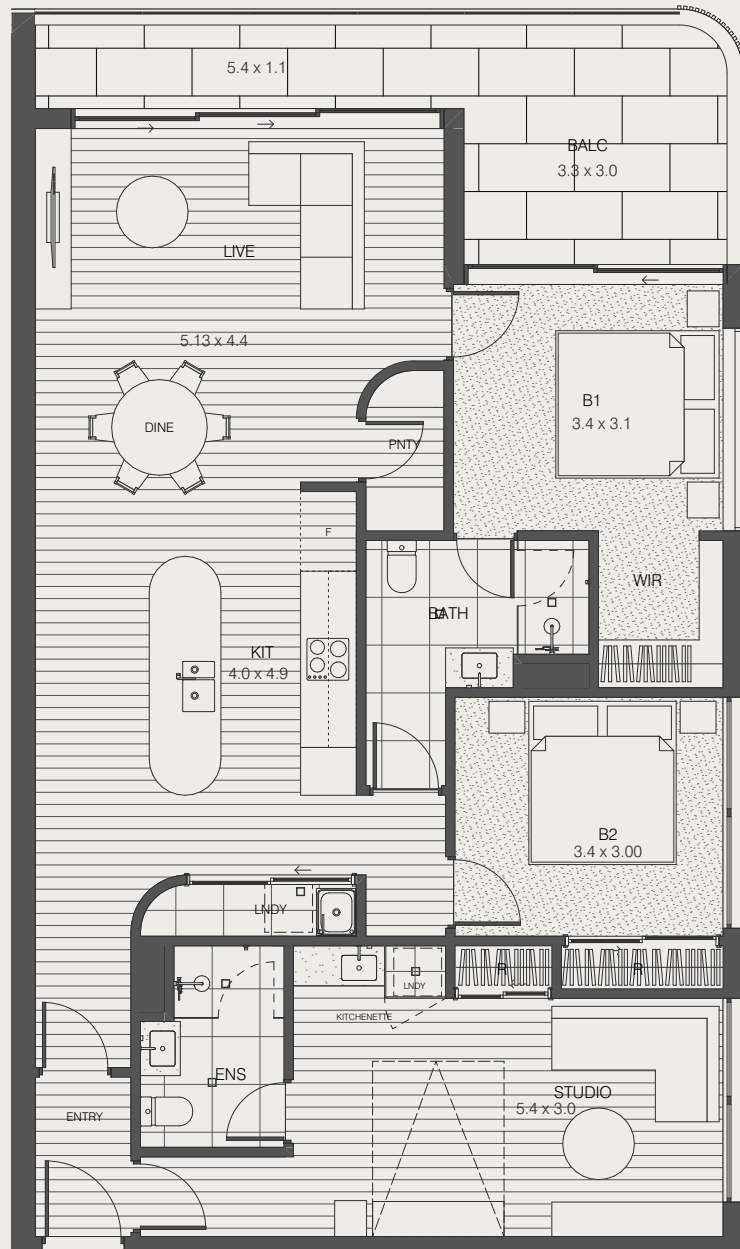 5.4 x 1.1
BALC
3.3 x 3.0
LIVE
5.13 x 4.4
B1
3.4 x 3.1
DINE
PNTY
F
WIR
BATH
KIT
4.0 x 4.9
B2
3.4 x 3.00
LNDY
R
R
LNDY
KITCHENETTE
ENS
STUDIO
5.4 x 3.0
ENTRY